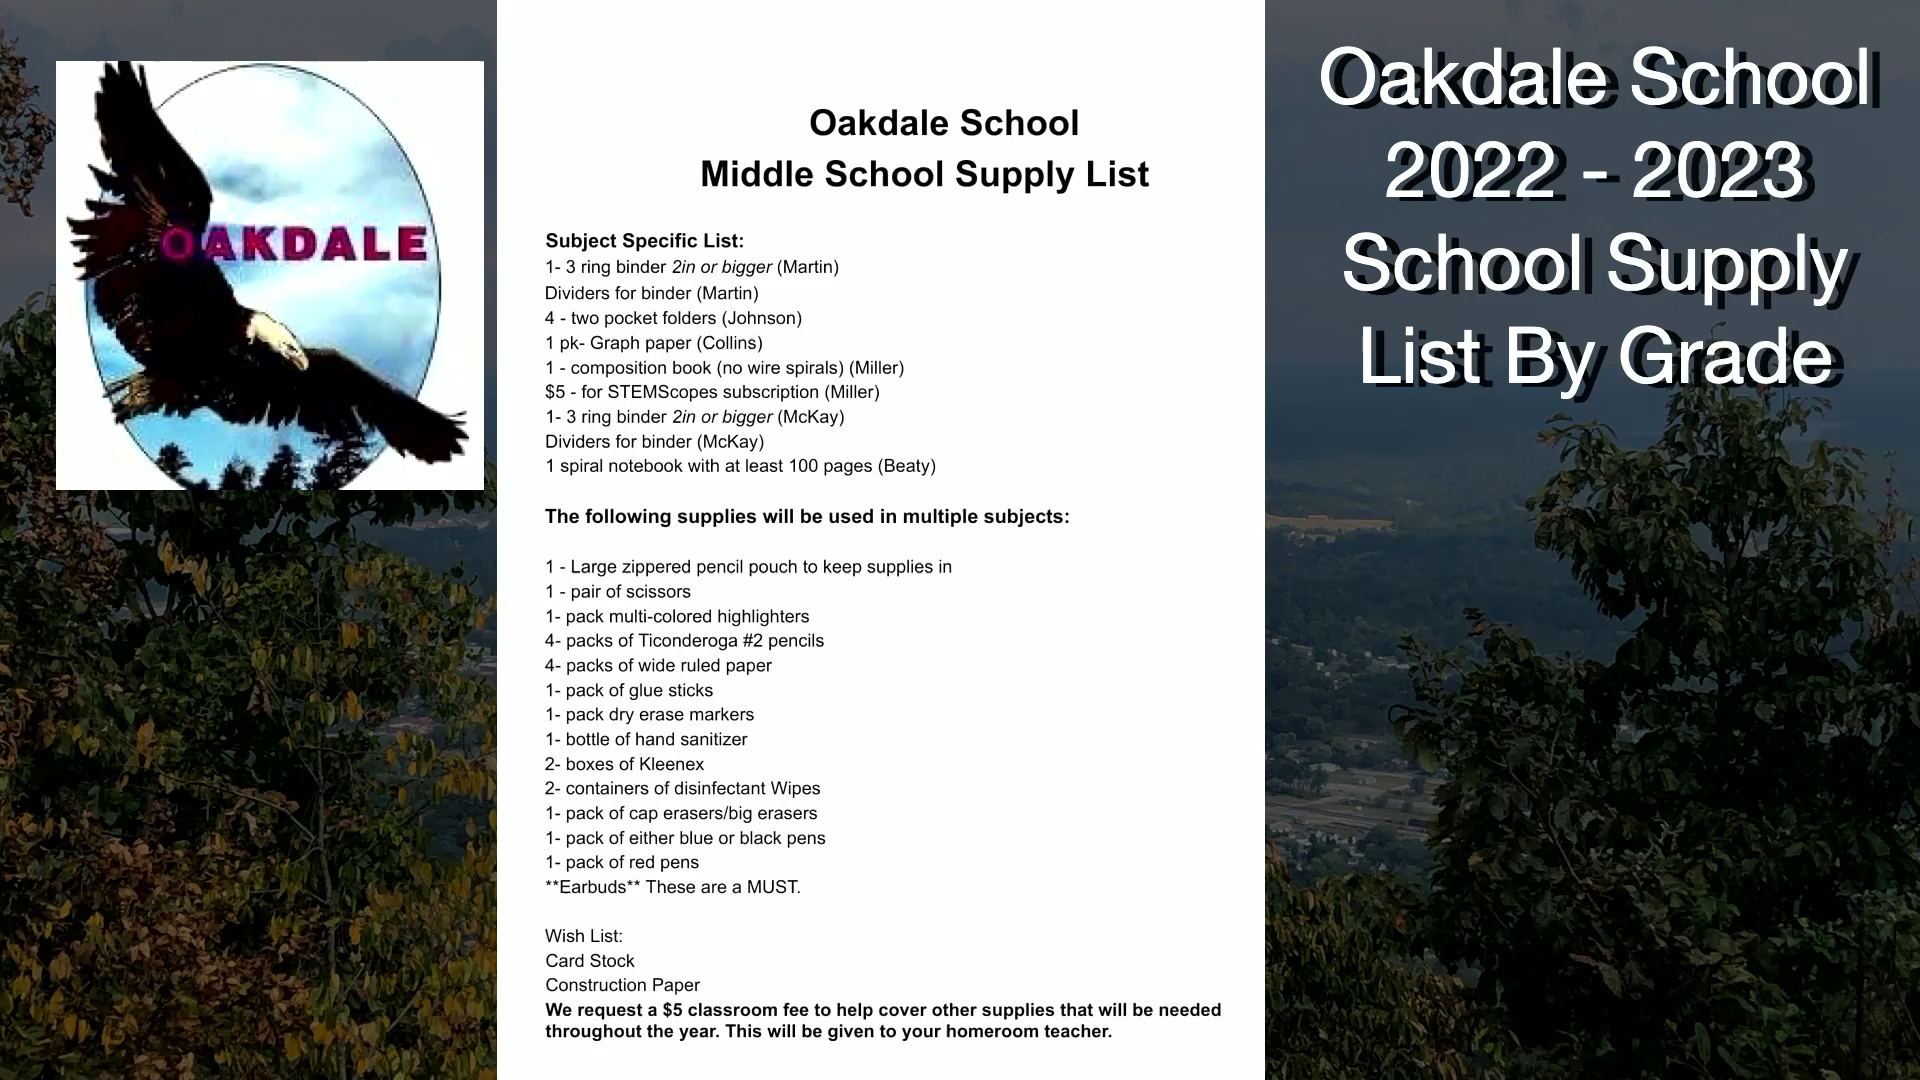 OAKDALE
Oakdale School
Middle School Supply List
Subject Specific List:
1- 3 ring binder 2in or bigger (Martin)
Dividers for binder (Martin)
4 - two pocket folders (Johnson)
1 pk- Graph paper (Collins)
1 - composition book (no wire spirals) (Miller)
$5 - for STEMScopes subscription (Miller)
1- 3 ring binder 2in or bigger (McKay)
Dividers for binder (McKay)
1 spiral notebook with at least 100 pages (Beaty)
The following supplies will be used in multiple subjects:
1 - Large zippered pencil pouch to keep supplies in
1 - pair of scissors
1- pack multi-colored highlighters
4- packs of Ticonderoga #2 pencils
4- packs of wide ruled paper
1- pack of glue sticks
1- pack dry erase markers
1- bottle of hand sanitizer
2- boxes of Kleenex
2- containers of disinfectant Wipes
1- pack of cap erasers/big erasers
1- pack of either blue or black pens
1- pack of red pens
**Earbuds** These are a MUST.
Wish List:
Card Stock
Construction Paper
We request a $5 classroom fee to help cover other supplies that will be needed
throughout the year. This will be given to your homeroom teacher.
Oakdale School
2022 - 2023
School Supply
List By Grade